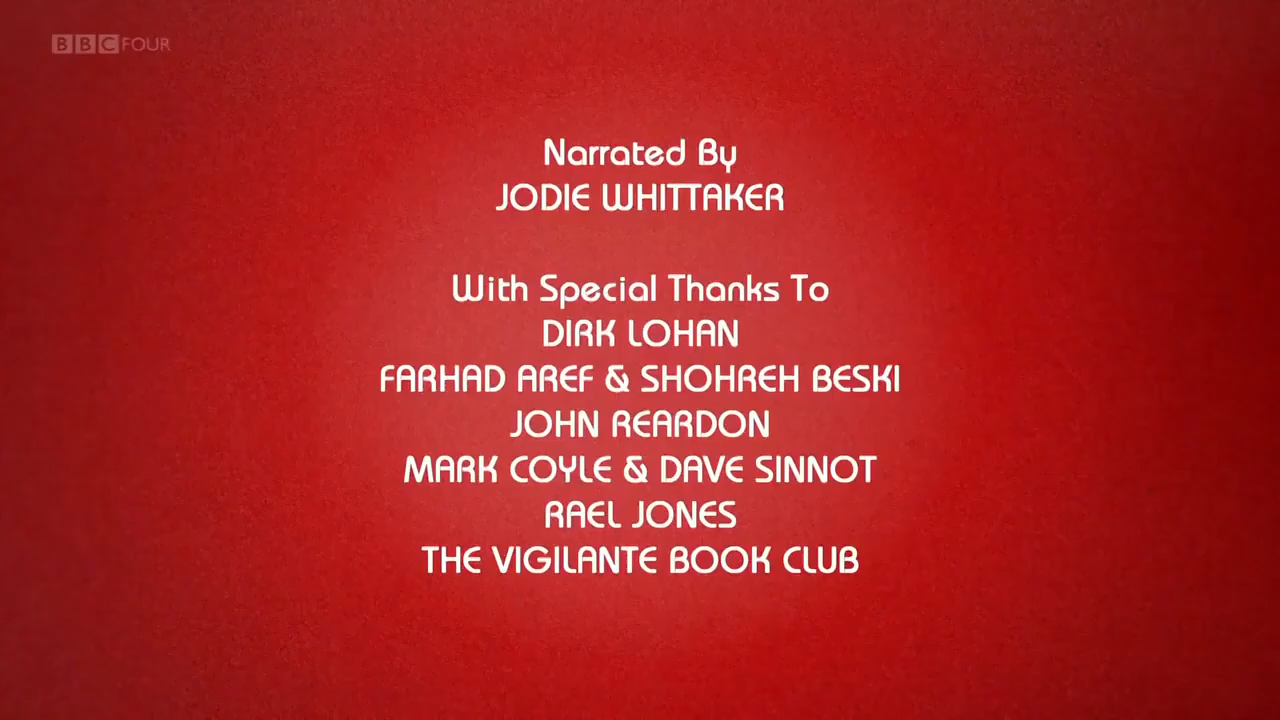 BBC FOUR
Narrated By
JODIE WHITTAKER
With Special Thanks To
DIRK LOHAN
FARHAD AREF & SHOHREH BESKI
JOHN REARDON
MARK COYLE & DAVE SINNOT
RAEL JONES
THE VIGILANTE BOOK CLUB